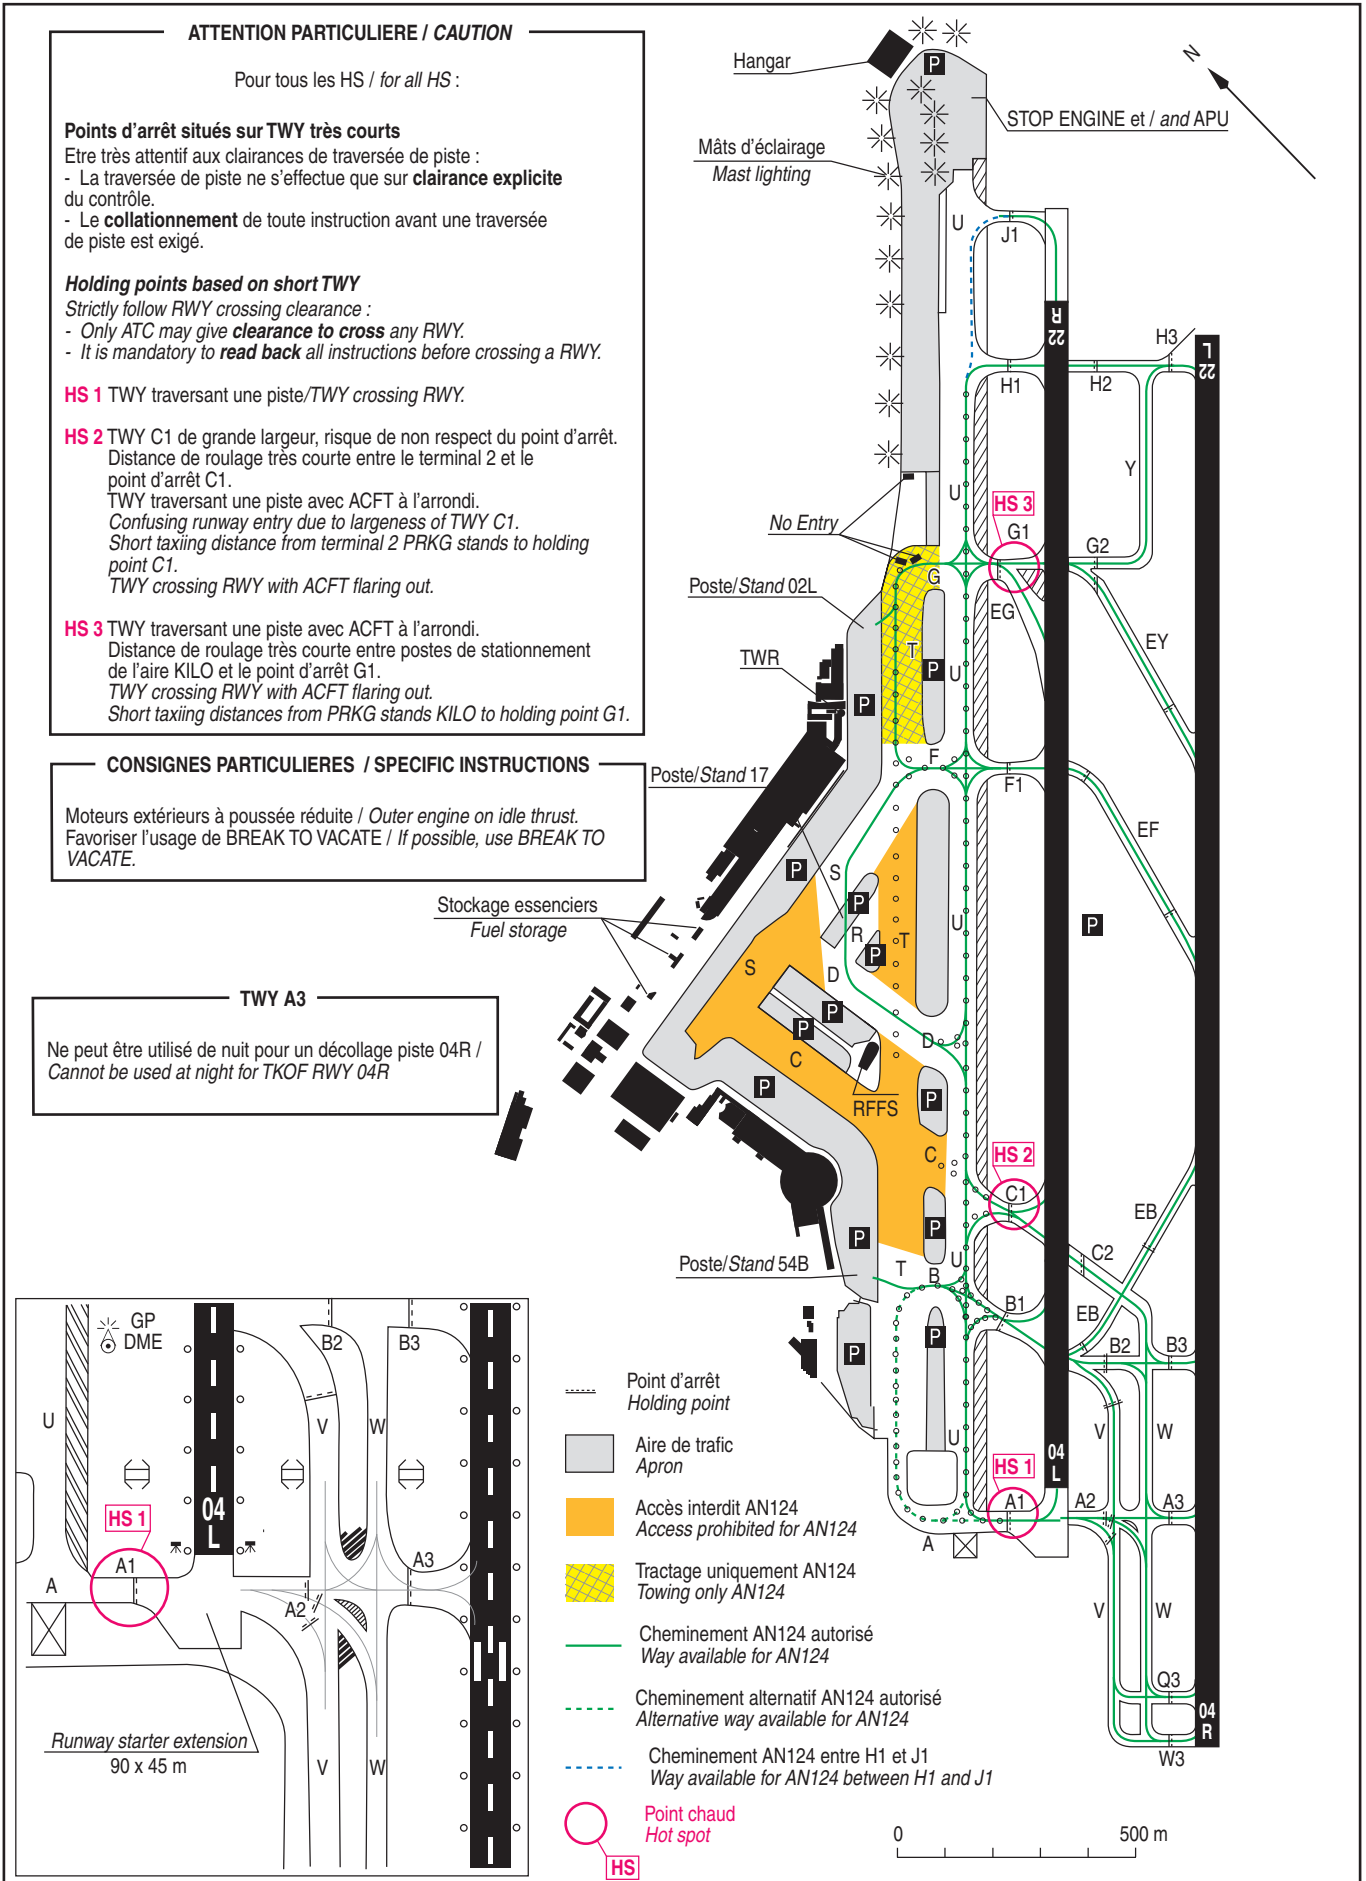 ATTENTION PARTICULIERE / CAUTION
Pour tous les HS / for all HS :
Points d'arrêt situés sur TWY très courts
Etre très attentif aux clairances de traversée de piste :
- La traversée de piste ne s'effectue que sur clairance explicite
du contrôle.
- Le collationnement de toute instruction avant une traversée
de piste est exigé.
Holding points based on short TWY
Strictly follow RWY crossing clearance :
- Only ATC may give clearance to cross any RWY.
- It is mandatory to read back all instructions before crossing a RWY.
HS 1 TWY traversant une piste/TWY crossing RWY.
HS 2 TWY C1 de grande largeur, risque de non respect du point d'arrêt.
Distance de roulage très courte entre le terminal 2 et le
point d'arrêt C1.
TWY traversant une piste avec ACFT à l'arrondi.
Confusing runway entry due to largeness of TWY C1.
Short taxiing distance from terminal 2 PRKG stands to holding
point C1.
TWY crossing RWY with ACFT flaring out.
HS 3 TWY traversant une piste avec ACFT à l'arrondi.
Distance de roulage très courte entre postes de stationnement
de l'aire KILO et le point d'arrêt G1.
TWY crossing RWY with ACFT flaring out.
Short taxiing distances from PRKG stands KILO to holding point G1.
CONSIGNES PARTICULIERES / SPECIFIC INSTRUCTIONS
Moteurs extérieurs à poussée réduite / Outer engine on idle thrust.
Favoriser l'usage de BREAK TO VACATE / If possible, use BREAK TO
VACATE.
TWY A3
Ne peut être utilisé de nuit pour un décollage piste 04R /
Cannot be used at night for TKOF RWY 04R
Hangar
P
N
STOP ENGINE et / and APU
Mâts d'éclairage
Mast lighting
U
J1
22
R
H3
22
L
H1
H2
Y
U
HS 3
G1
G2
No Entry
G
EG
Poste/Stand 02L
T
P
U
EY
TWR
P
F
F1
Poste/Stand 17
EF
P
S
P
U
P
R
T
P
Stockage essenciers
Fuel storage
S
D
P
P
D
C
RFFS
P
P
C
HS 2
C1
EB
C2
P
P
Poste/Stand 54B
T
B
U
B1
EB
B2
B3
P
P
V
W
U
04
L
HS 1
A1
A2
A3
A
V
W
Q3
04
R
W3
GP
DME
B2
B3
U
V
W
04
L
HS 1
A1
A3
A
A2
Runway starter extension
90 x 45 m
V
W
Point d'arrêt
Holding point
Aire de trafic
Apron
Accès interdit AN124
Access prohibited for AN124
Tractage uniquement AN124
Towing only AN124
Cheminement AN124 autorisé
Way available for AN124
Cheminement alternatif AN124 autorisé
Alternative way available for AN124
Cheminement AN124 entre H1 et J1
Way available for AN124 between H1 and J1
Point chaud
Hot spot
HS
0
500 m